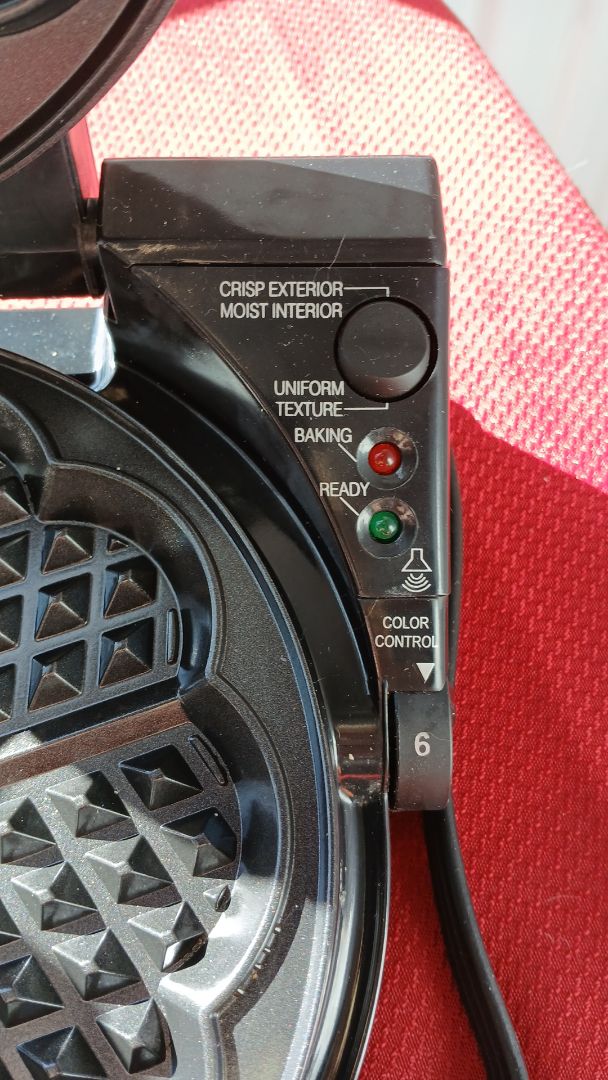 CRISP EXTERIOR
MOIST INTERIOR
UNIFORM
TEXTURE
BAKING
READY
COLOR
CONTROL
6